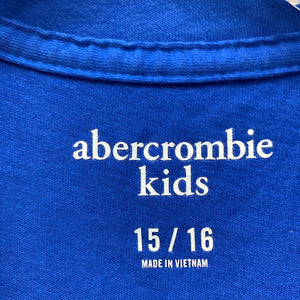 abercrombie
kids
15 / 16
MADE IN VIETNAM